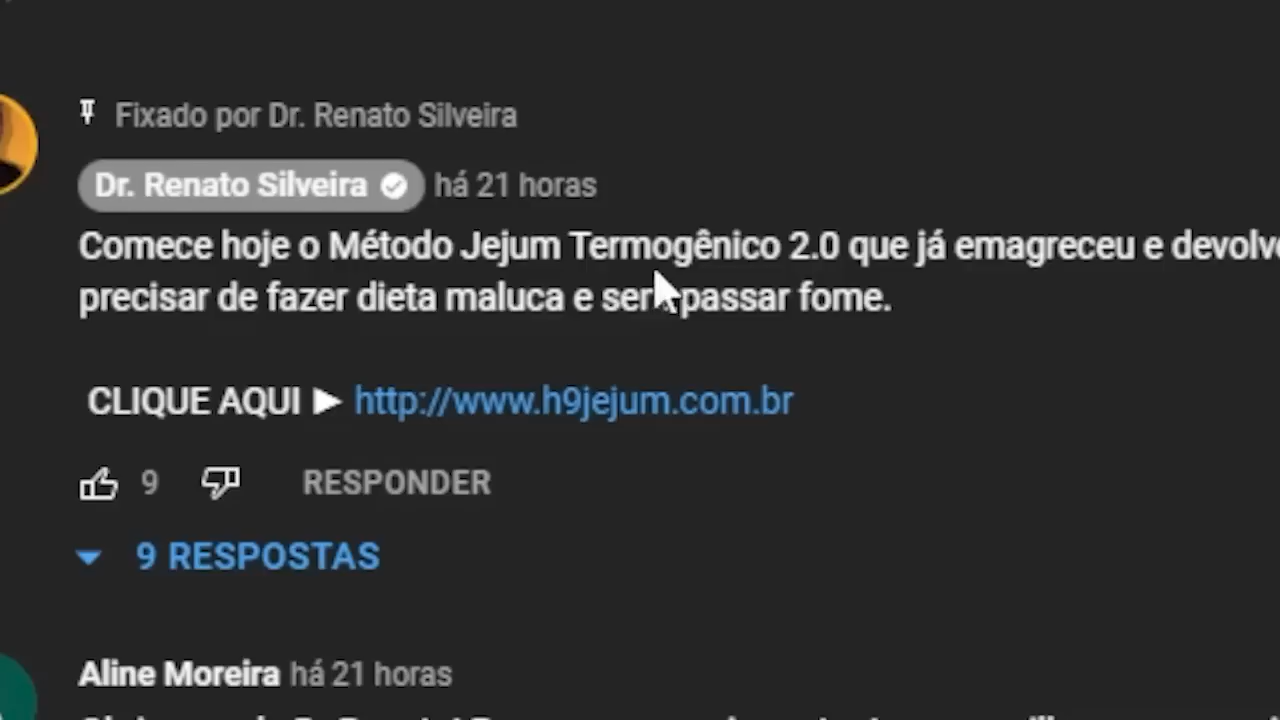 Fixado por Dr. Renato Silveira
Dr. Renato Silveira há 21 horas
Comece hoje o Método Jejum Termogênico 2.0 que já emagreceu e
precisar de fazer dieta maluca e passar fome.
CLIQUE AQUI ► http://www.h9jejum.com.br
9 RESPONDER
9 RESPOSTAS
Aline Moreira há 21 horas